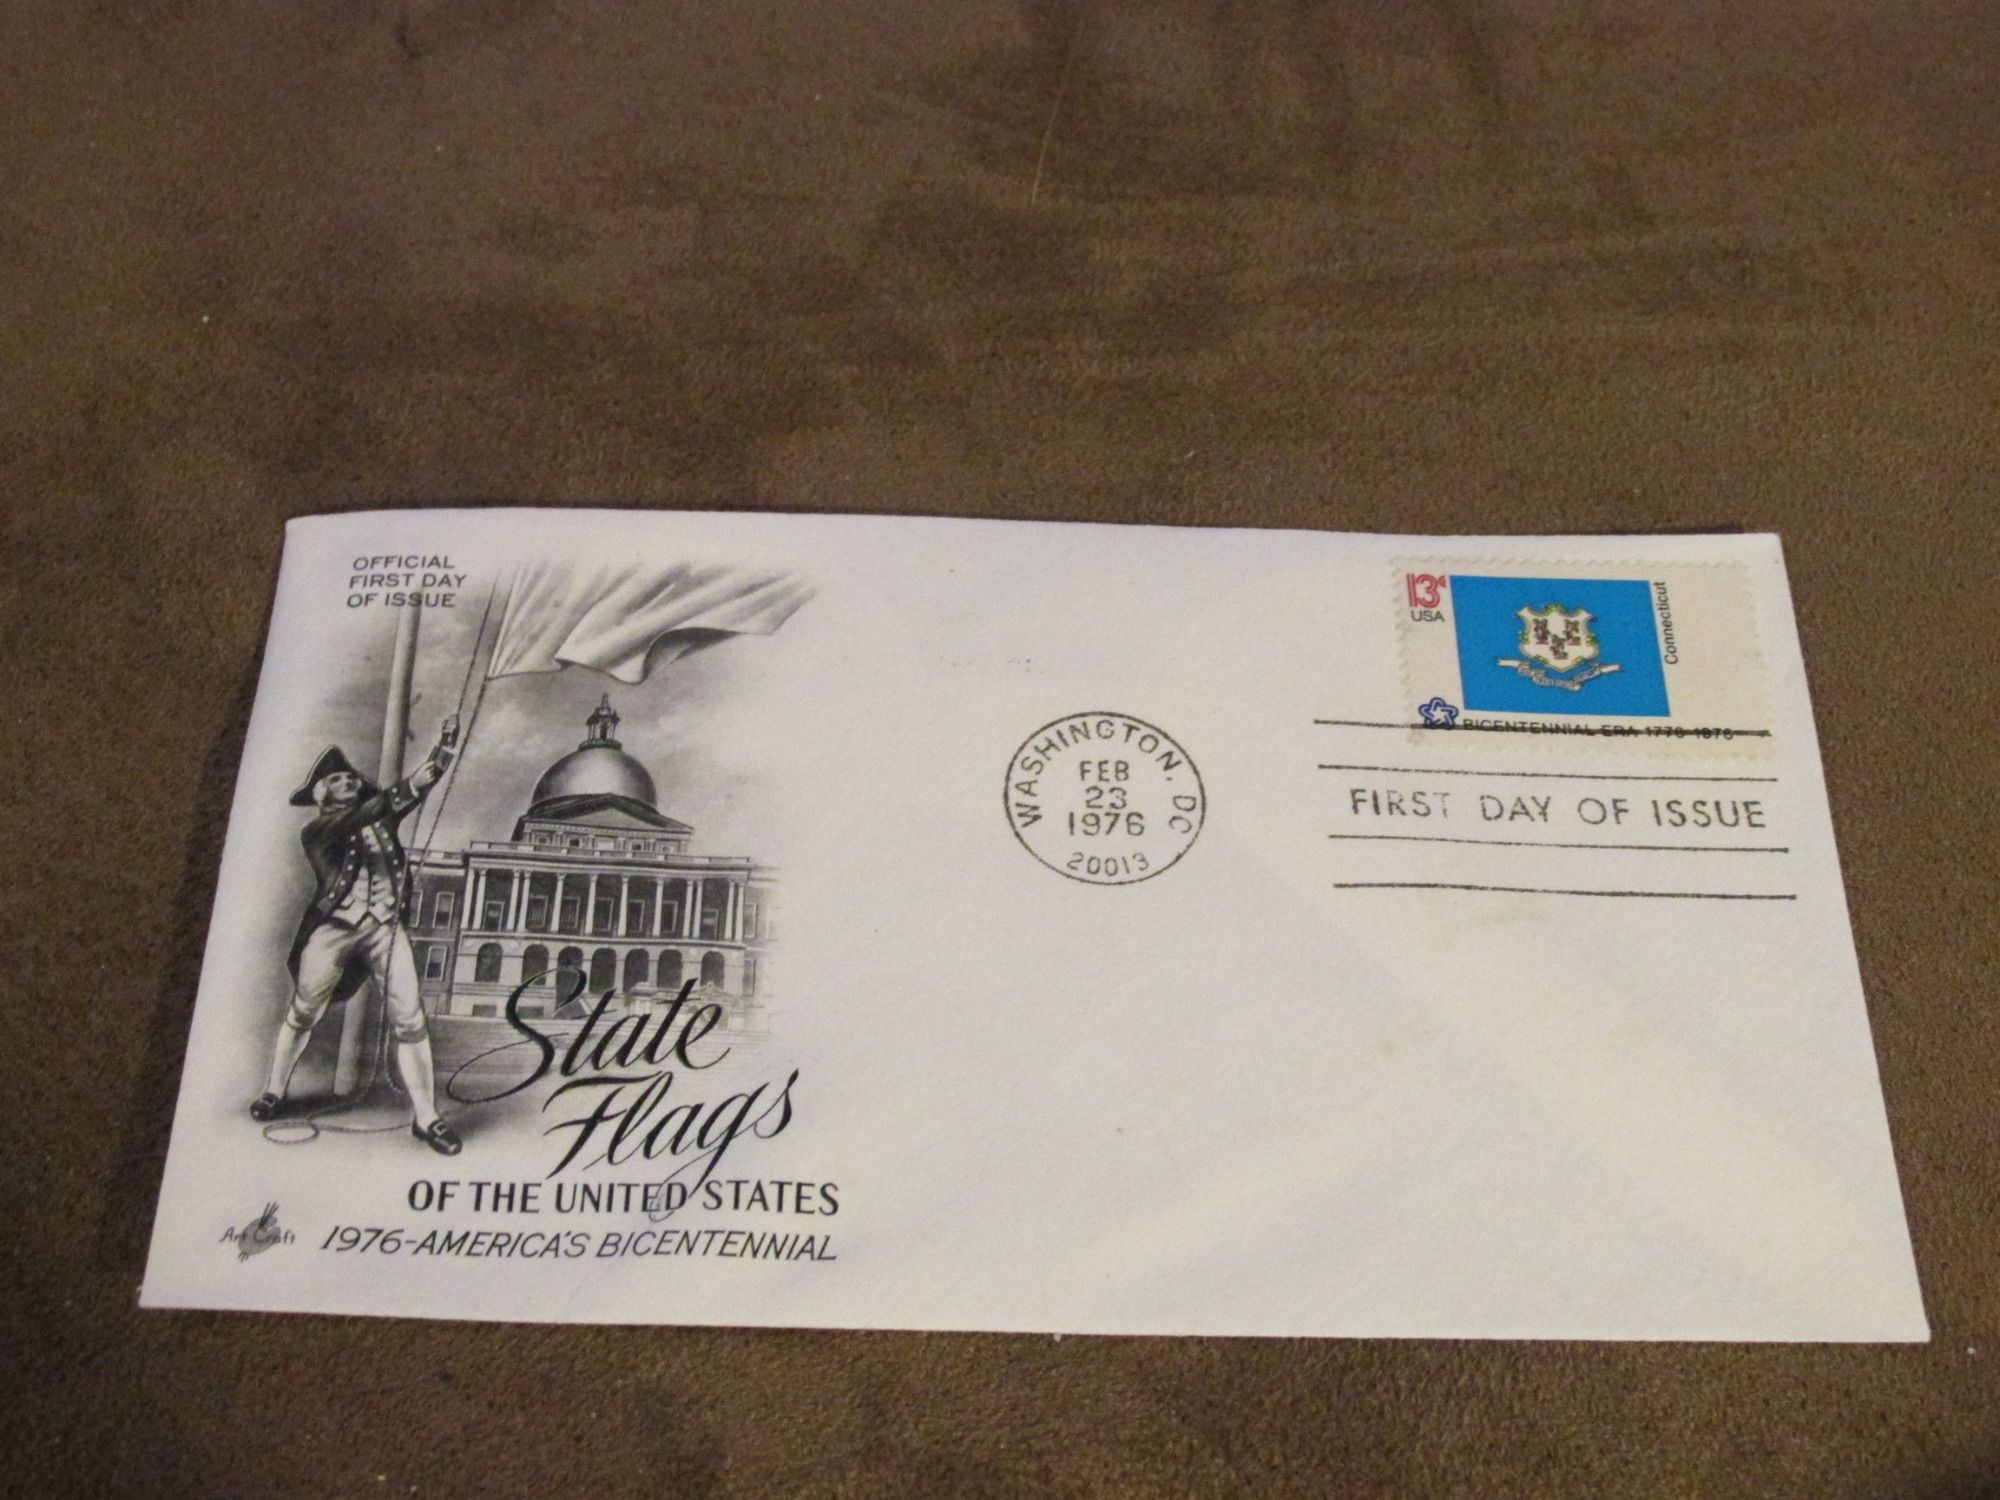 OFFICIAL
FIRST DAY
OF ISSUE
State
Flags
OF THE UNITED STATES
1976-AMERICA'S BICENTENNIAL
Art Craft
WASHINGTON, DC
FEB
23
1976
20013
13¢
USA
Connecticut
BICENTENNIAL ERA 1776-1976
FIRST DAY OF ISSUE